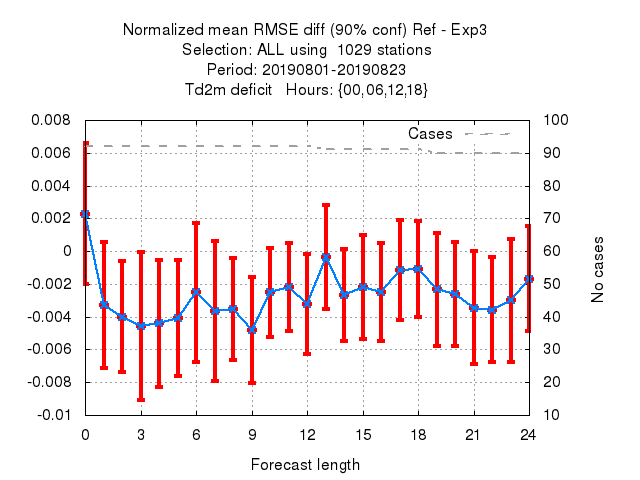 Normalized mean RMSE diff (90% conf) Ref - Exp3
Selection: ALL using  1029 stations
Period: 20190801-20190823
Td2m deficit   Hours: {00,06,12,18}
Cases
0.008
0.006
0.004
0.002
0
-0.002
-0.004
-0.006
-0.008
-0.01
100
90
80
70
60
50
40
30
20
10
No cases
0 3 6 9 12 15 18 21 24
Forecast length